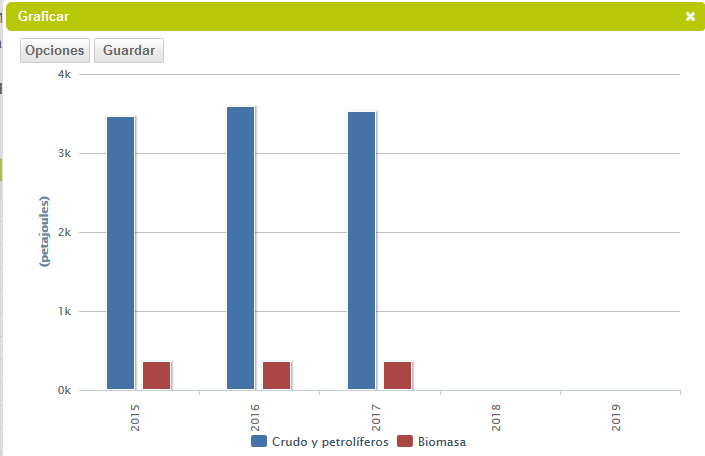 Graficar
Opciones Guardar
4k
3k
2k
1k
0k
(petajoules)
2015 2016 2017 2018 2019
Crudo y petrolíferos Biomasa